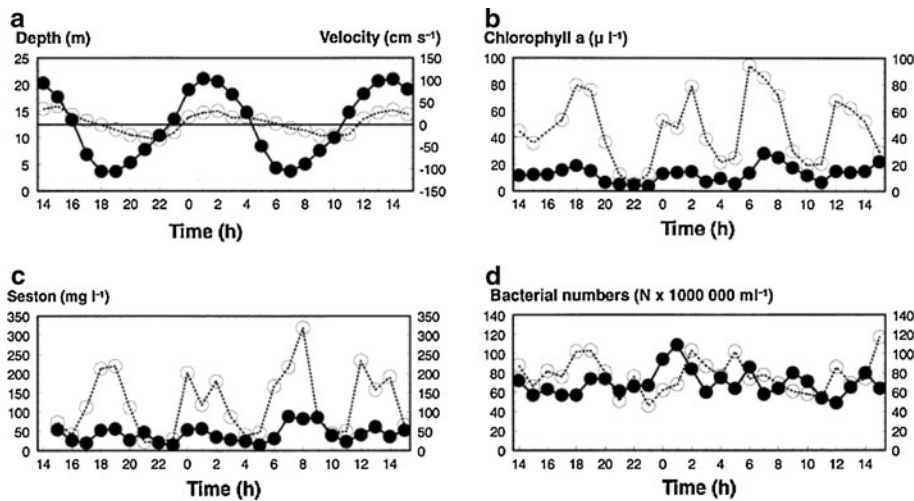 a
Depth (m) Velocity (cm s⁻¹)
25 100
20 50
15 0
10 -50
5 -100
0 -150
14 16 18 20 22 0 2 4 6 8 10 12 14
Time (h)
b
Chlorophyll a (µ l⁻¹)
100 100
80 80
60 60
40 40
20 20
0 0
14 16 18 20 22 0 2 4 6 8 10 12 14
Time (h)
c
Seston (mg l⁻¹)
350 350
300 300
250 250
200 200
150 150
100 100
50 50
0 0
14 16 18 20 22 0 2 4 6 8 10 12 14
Time (h)
d
Bacterial numbers (N x 1000 000 ml⁻¹)
140 140
120 120
100 100
80 80
60 60
40 40
20 20
0 0
14 16 18 20 22 0 2 4 6 8 10 12 14
Time (h)